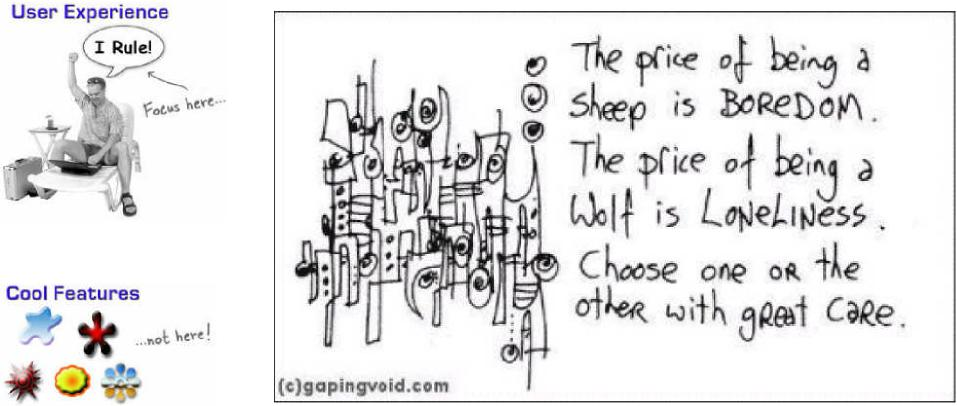 User Experience
I Rule!
Focus here...
Cool Features
...not here!
The price of being a
Sheep is BOREDOM.
The price of being a
Wolf is LONELINESS.
Choose one or the
other with great care.
(c)gapingvoid.com